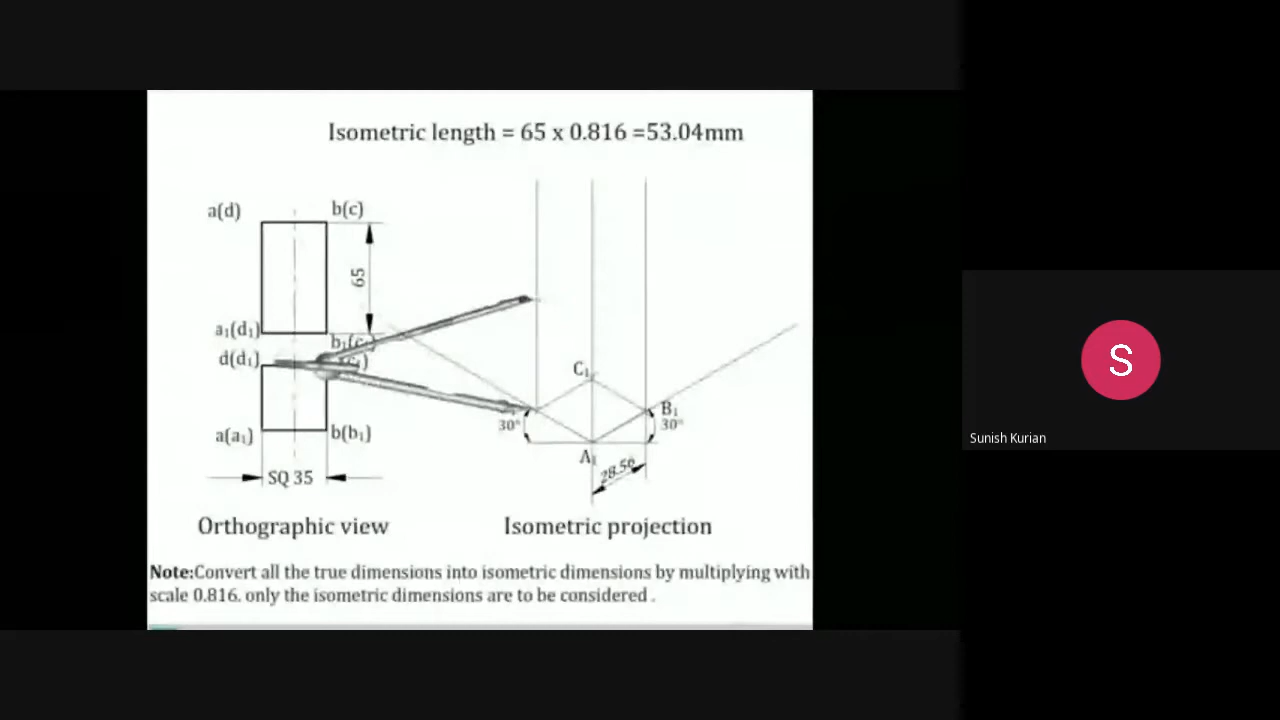 Isometric length = 65 x 0.816 =53.04mm
a(d)
b(c)
65
a₁(d₁)
d(d₁)
a(a₁)
b(b₁)
SQ 35
C₁
B₁
30°
30°
A₁
28.56
Orthographic view
Isometric projection
Note:Convert all the true dimensions into isometric dimensions by multiplying with
scale 0.816. only the isometric dimensions are to be considered .
S
Sunish Kurian